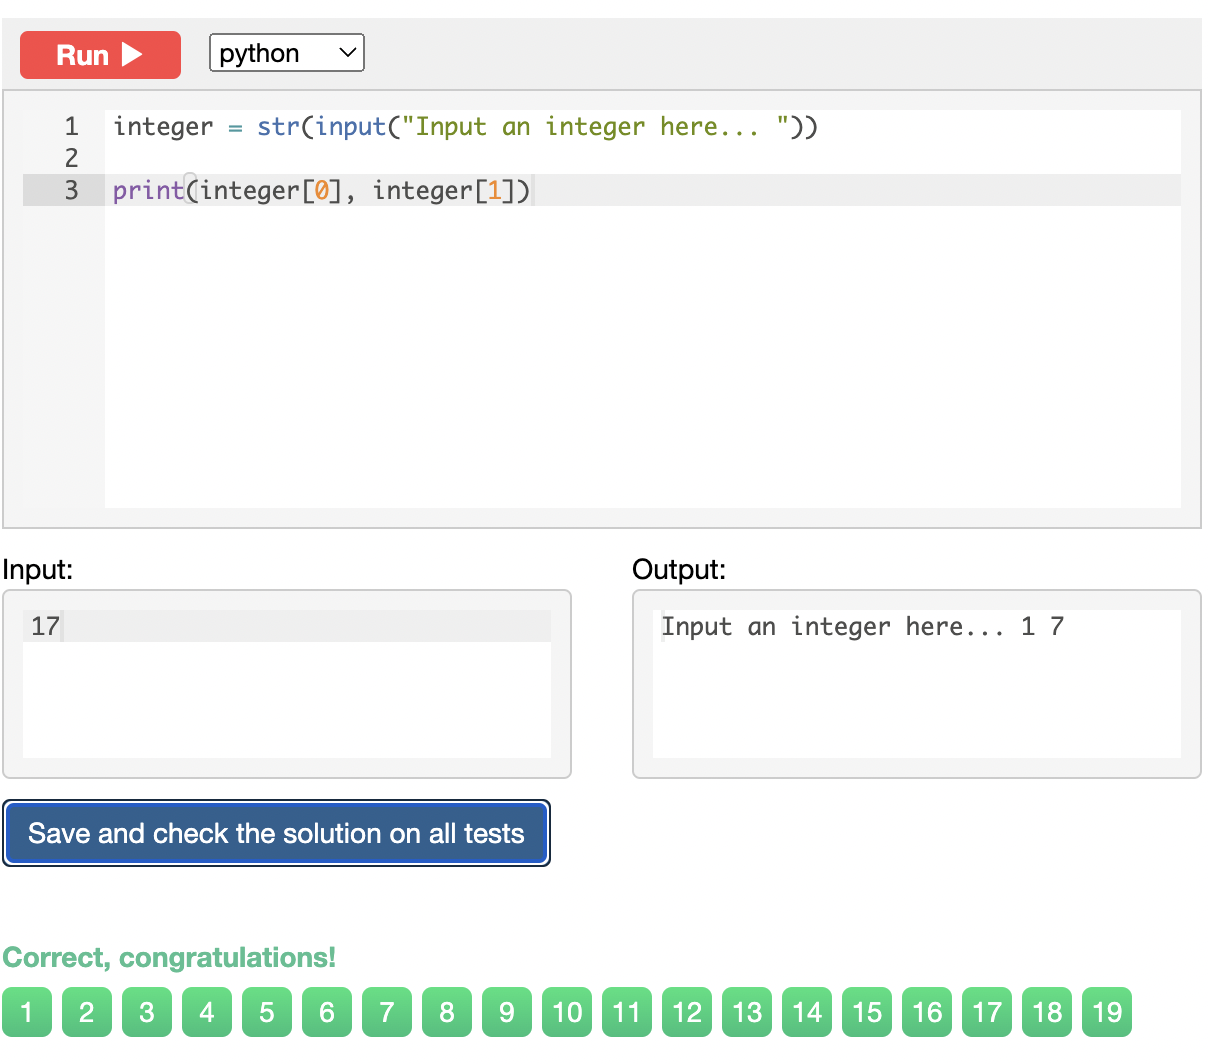 Run python
1 integer = str(input("Input an integer here... "))
2
3 print(integer[0], integer[1])
Input:
17
Output:
Input an integer here... 1 7
Save and check the solution on all tests
Correct, congratulations!
1 2 3 4 5 6 7 8 9 10 11 12 13 14 15 16 17 18 19